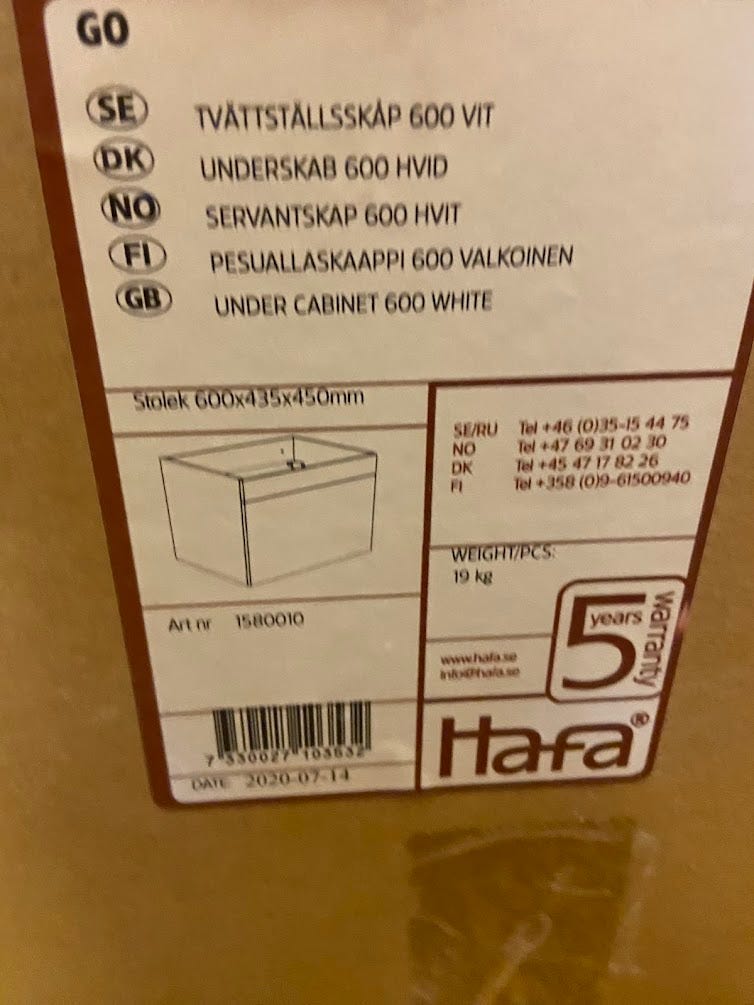 GO
SE TVÄTTSTÄLLSSKÅP 600 VIT
DK UNDERSKAB 600 HVID
NO SERVANTSKAP 600 HVIT
FI PESUALLASKAAPPI 600 VALKOINEN
GB UNDER CABINET 600 WHITE
Stolek 600x435x450mm
SE/RU Tel +46 (0)35-15 44 75
NO Tel +47 69 31 02 30
DK Tel +45 47 17 82 26
FI Tel +358 (0)9-61500940
WEIGHT/PCS:
19 kg
Art nr 1580010
www.hafa.se
info@hafa.se
5 years warranty
7 330027 103632
DATE 2020-07-14
Hafa®